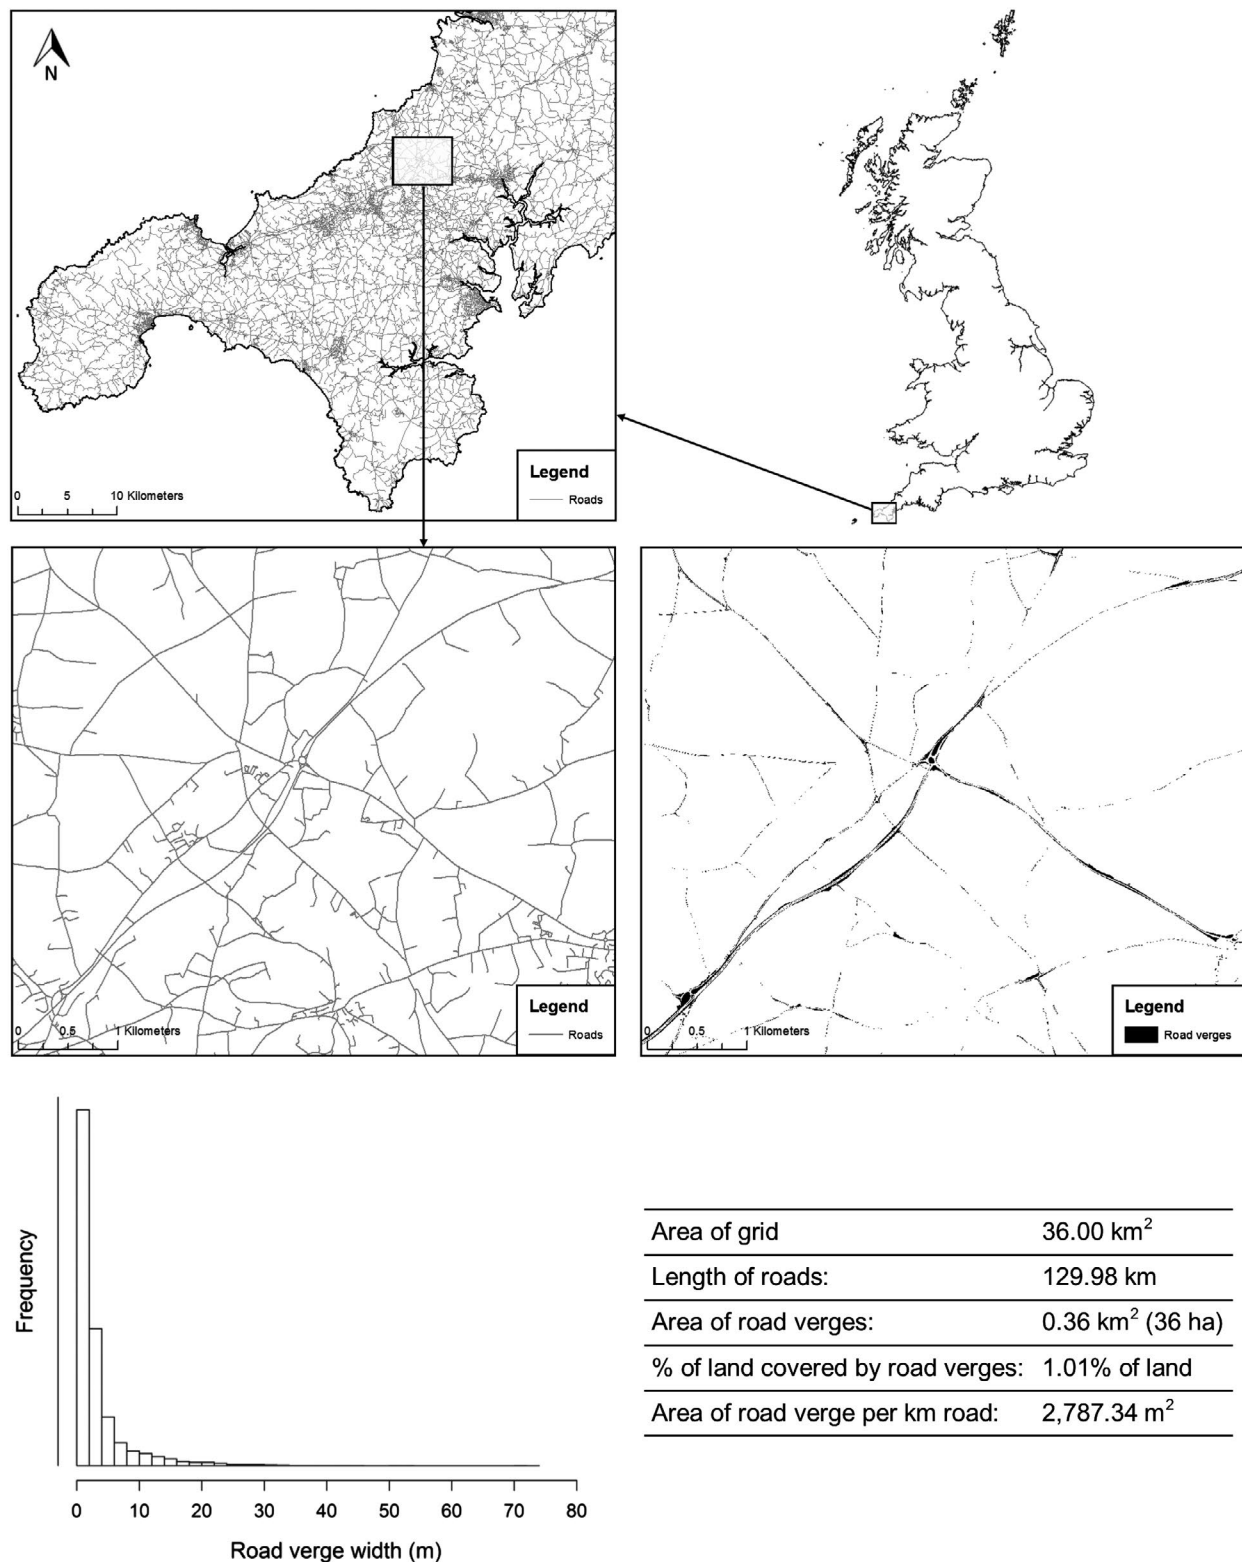 N
Legend
Roads
0 5 10 Kilometers
Legend
Roads
0 0.5 1 Kilometers
Legend
Road verges
0 0.5 1 Kilometers
Frequency
0 10 20 30 40 50 60 70 80
Road verge width (m)
Area of grid 36.00 km²
Length of roads: 129.98 km
Area of road verges: 0.36 km² (36 ha)
% of land covered by road verges: 1.01% of land
Area of road verge per km road: 2,787.34 m²